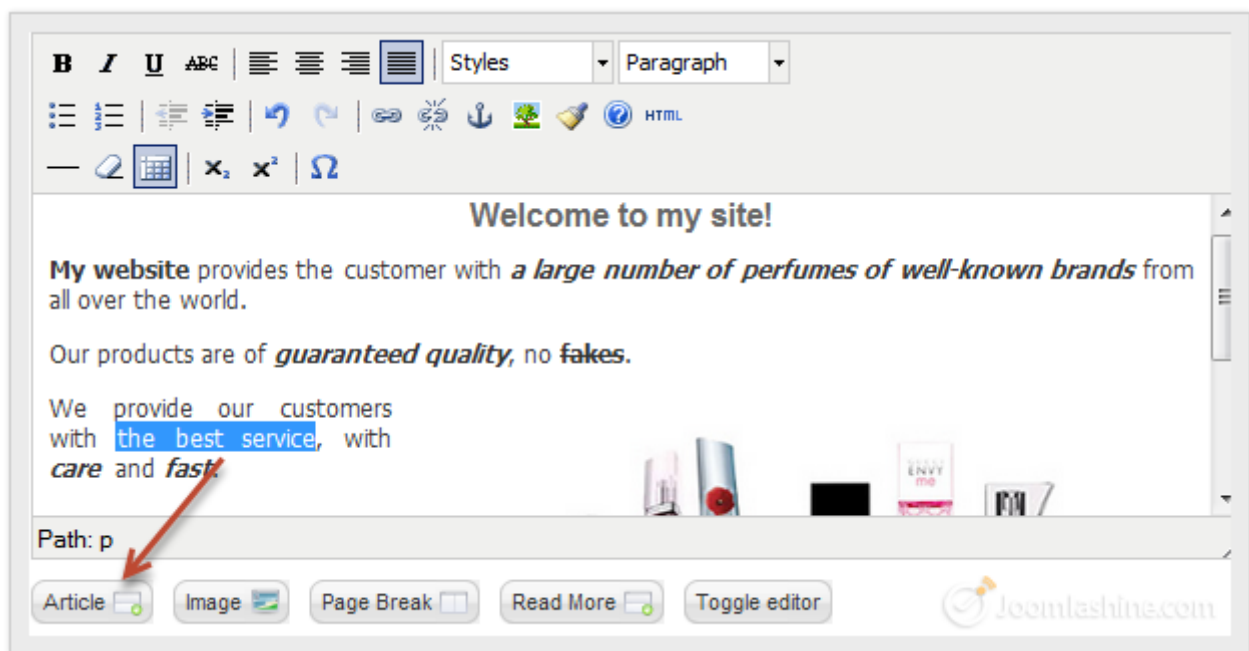 B I U ABC Styles Paragraph
HTML
x₂ x² Ω
Welcome to my site!
My website provides the customer with a large number of perfumes of well-known brands from
all over the world.
Our products are of guaranteed quality, no fakes.
We provide our customers
with the best service, with
care and fast.
ENVY
me
Path: p
Article Image Page Break Read More Toggle editor
Joomlashine.com